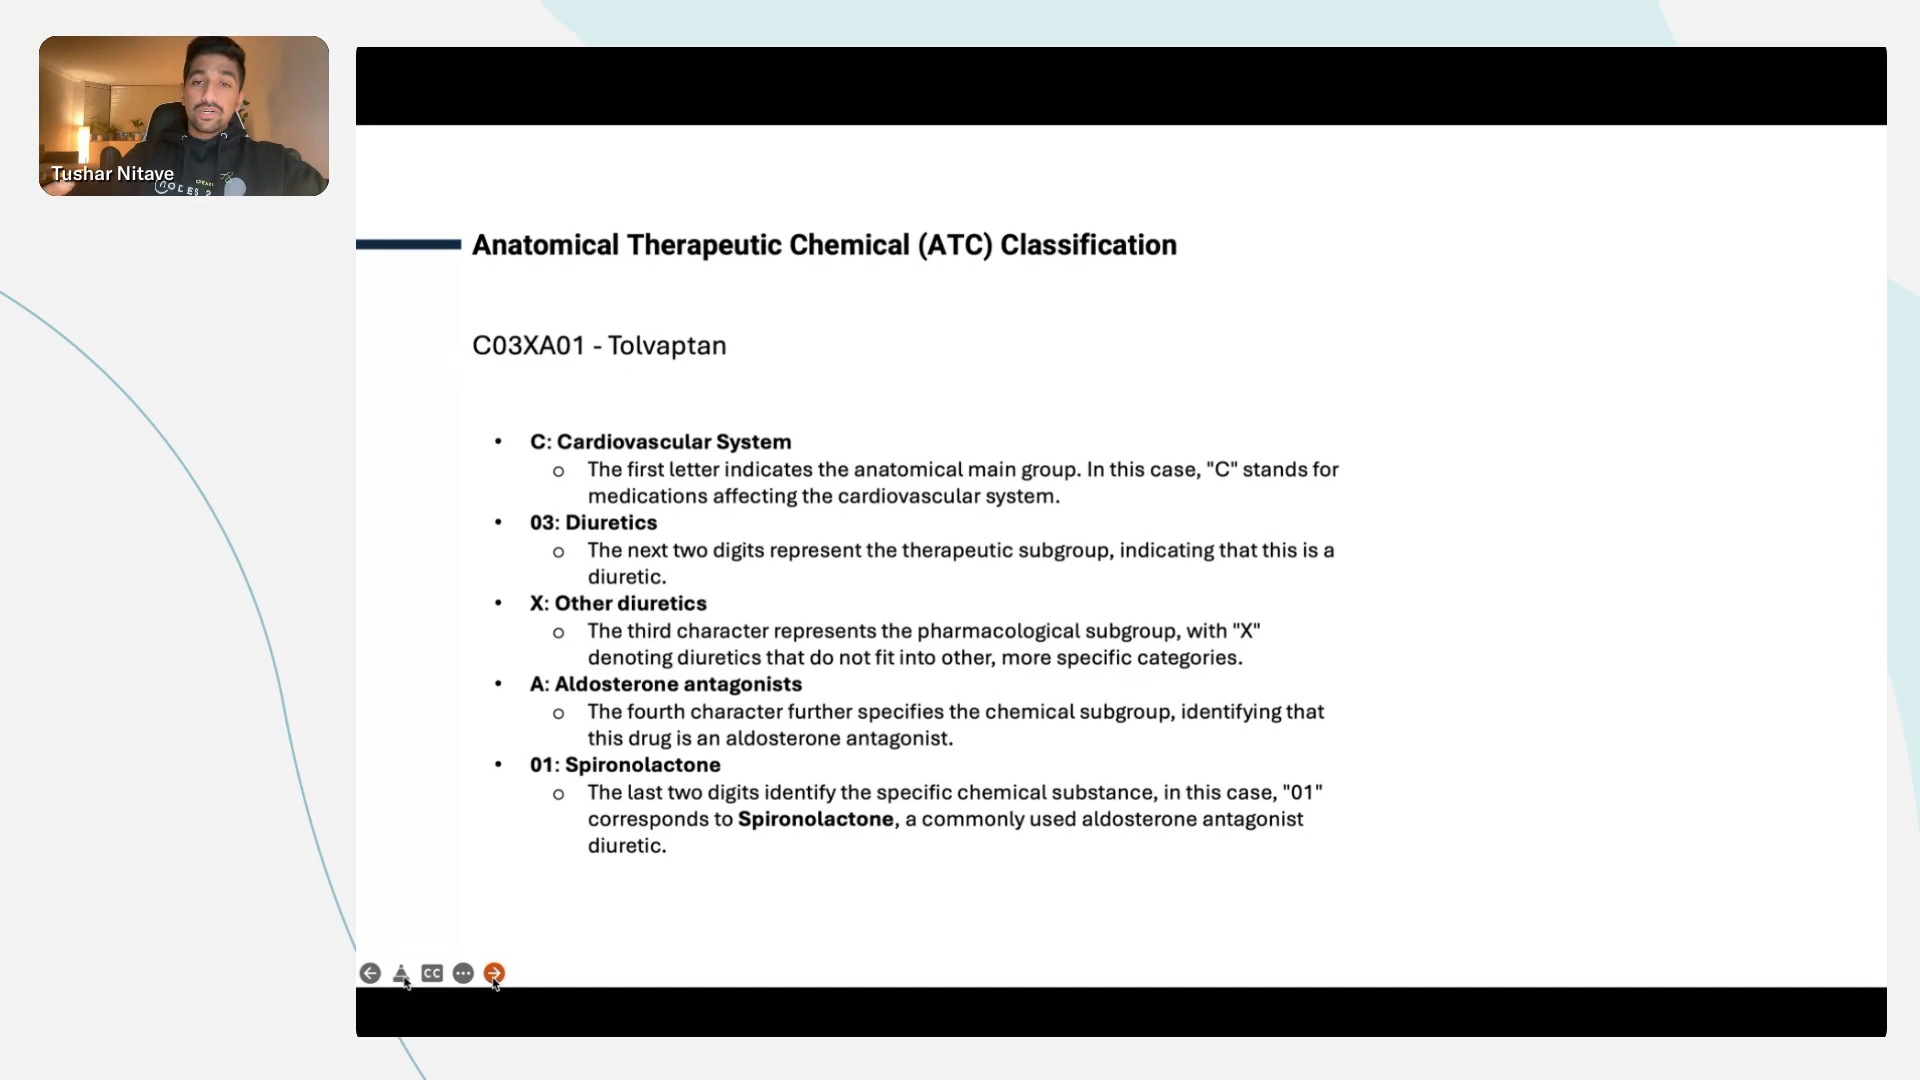 Tushar Nitave
Anatomical Therapeutic Chemical (ATC) Classification
C03XA01 - Tolvaptan
• C: Cardiovascular System
o The first letter indicates the anatomical main group. In this case, "C" stands for
medications affecting the cardiovascular system.
• 03: Diuretics
o The next two digits represent the therapeutic subgroup, indicating that this is a
diuretic.
• X: Other diuretics
o The third character represents the pharmacological subgroup, with "X"
denoting diuretics that do not fit into other, more specific categories.
• A: Aldosterone antagonists
o The fourth character further specifies the chemical subgroup, identifying that
this drug is an aldosterone antagonist.
• 01: Spironolactone
o The last two digits identify the specific chemical substance, in this case, "01"
corresponds to Spironolactone, a commonly used aldosterone antagonist
diuretic.
CC